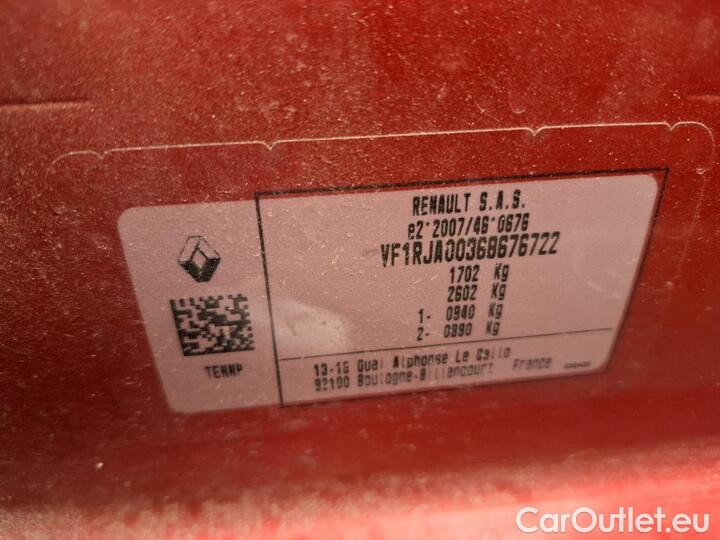 RENAULT S.A.S.
e2*2007/46*0676
VF1RJA00368676722
1702 Kg
2602 Kg
1- 0940 Kg
2- 0890 Kg
TENNP
13-15 Quai Alphonse Le Gallo
92100 Boulogne-Billancourt France
CarOutlet.eu